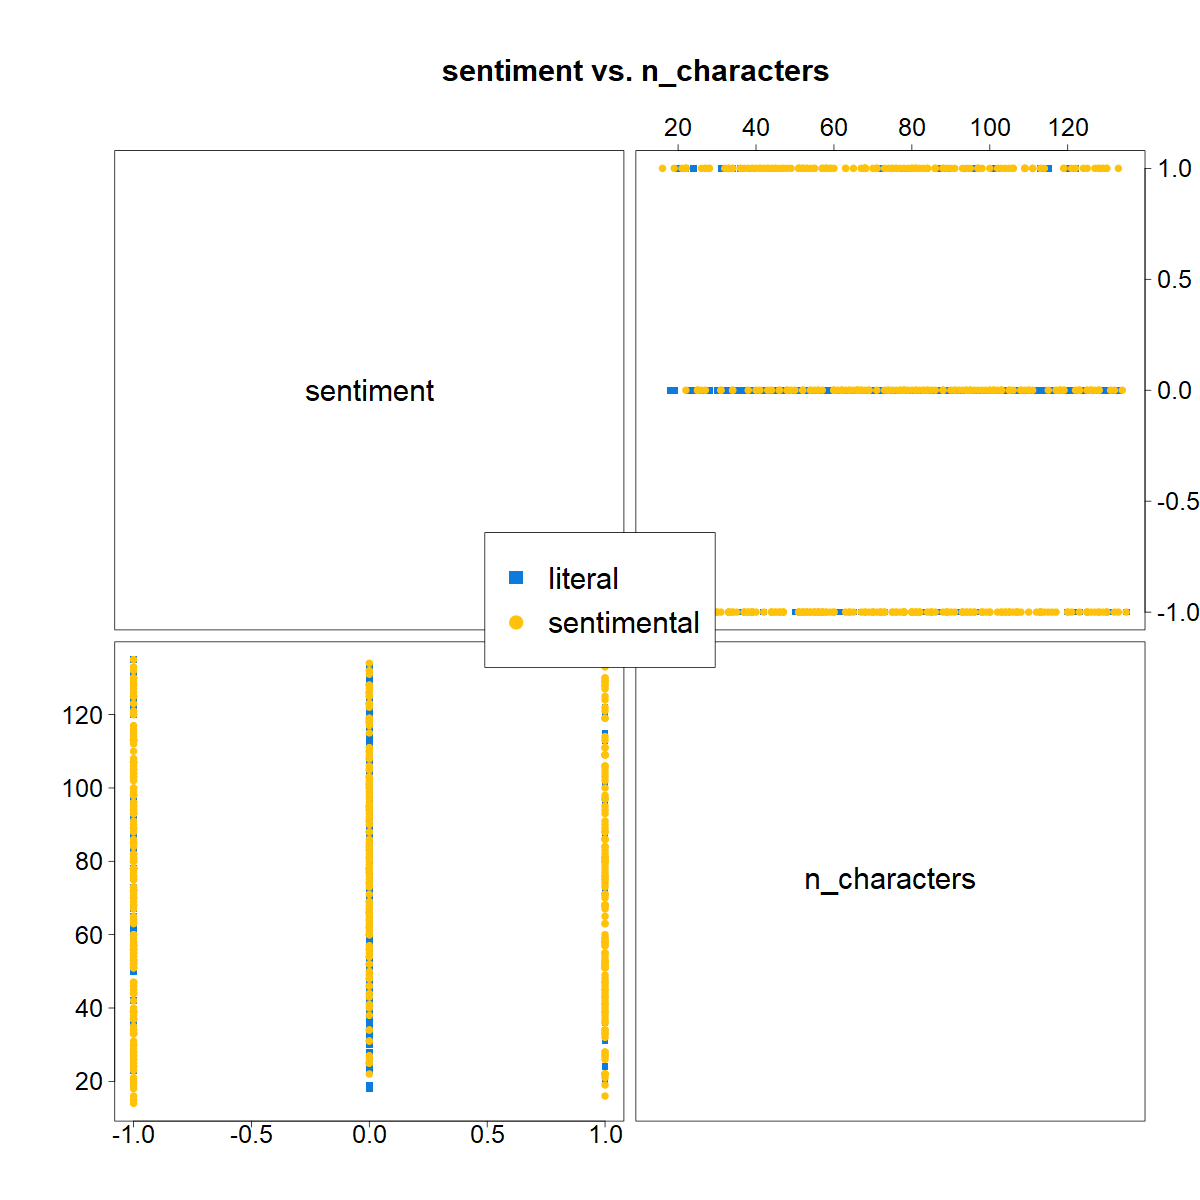 sentiment vs. n_characters
20 40 60 80 100 120
1.0
0.5
0.0
-0.5
-1.0
sentiment
literal
sentimental
120
100
80
60
40
20
n_characters
-1.0 -0.5 0.0 0.5 1.0